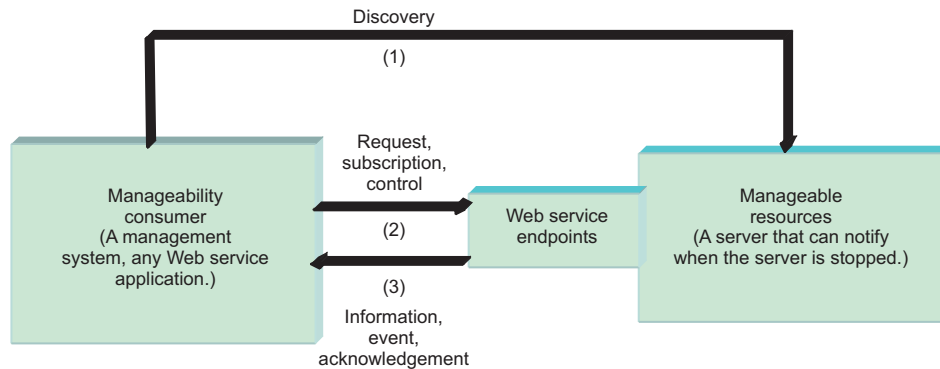 Discovery
(1)
Request,
subscription,
control
(2)
Manageability
consumer
(A management
system, any Web service
application.)
Web service
endpoints
Manageable
resources
(A server that can notify
when the server is stopped.)
(3)
Information,
event,
acknowledgement